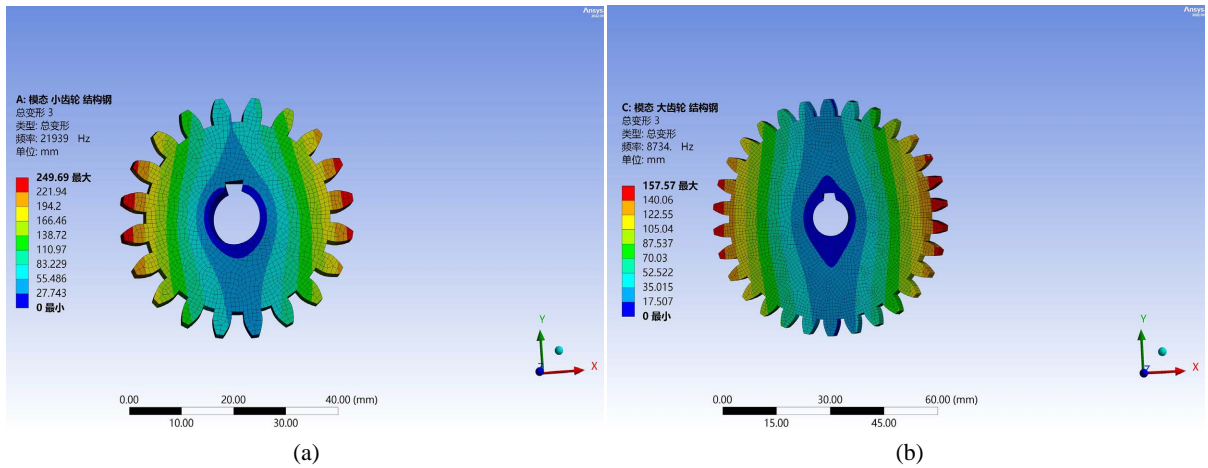 Ansys
A: 模态 小齿轮 结构钢
总变形 3
类型: 总变形
频率: 21939 Hz
单位: mm
249.69 最大
221.94
194.2
166.46
138.72
110.97
83.229
55.486
27.743
0 最小
Y
Z
X
0.00 20.00 40.00 (mm)
10.00 30.00
(a)
Ansys
C: 模态 大齿轮 结构钢
总变形 3
类型: 总变形
频率: 8734. Hz
单位: mm
157.57 最大
140.06
122.55
105.04
87.537
70.03
52.522
35.015
17.507
0 最小
Y
Z
X
0.00 30.00 60.00 (mm)
15.00 45.00
(b)